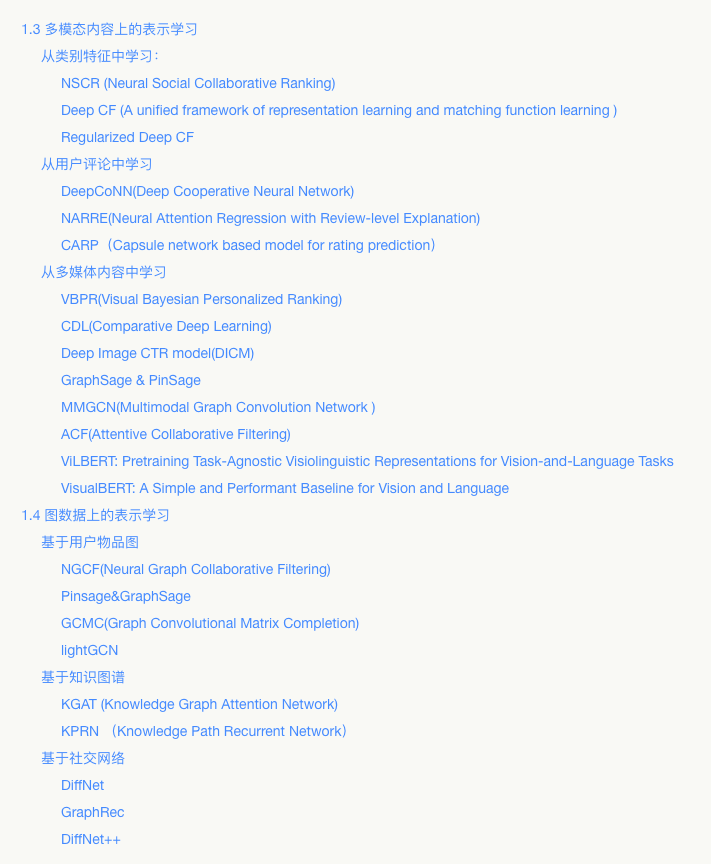 1.3 多模态内容上的表示学习
从类别特征中学习：
NSCR (Neural Social Collaborative Ranking)
Deep CF (A unified framework of representation learning and matching function learning )
Regularized Deep CF
从用户评论中学习
DeepCoNN(Deep Cooperative Neural Network)
NARRE(Neural Attention Regression with Review-level Explanation)
CARP（Capsule network based model for rating prediction）
从多媒体内容中学习
VBPR(Visual Bayesian Personalized Ranking)
CDL(Comparative Deep Learning)
Deep Image CTR model(DICM)
GraphSage & PinSage
MMGCN(Multimodal Graph Convolution Network )
ACF(Attentive Collaborative Filtering)
ViLBERT: Pretraining Task-Agnostic Visiolinguistic Representations for Vision-and-Language Tasks
VisualBERT: A Simple and Performant Baseline for Vision and Language
1.4 图数据上的表示学习
基于用户物品图
NGCF(Neural Graph Collaborative Filtering)
Pinsage&GraphSage
GCMC(Graph Convolutional Matrix Completion)
lightGCN
基于知识图谱
KGAT (Knowledge Graph Attention Network)
KPRN （Knowledge Path Recurrent Network）
基于社交网络
DiffNet
GraphRec
DiffNet++